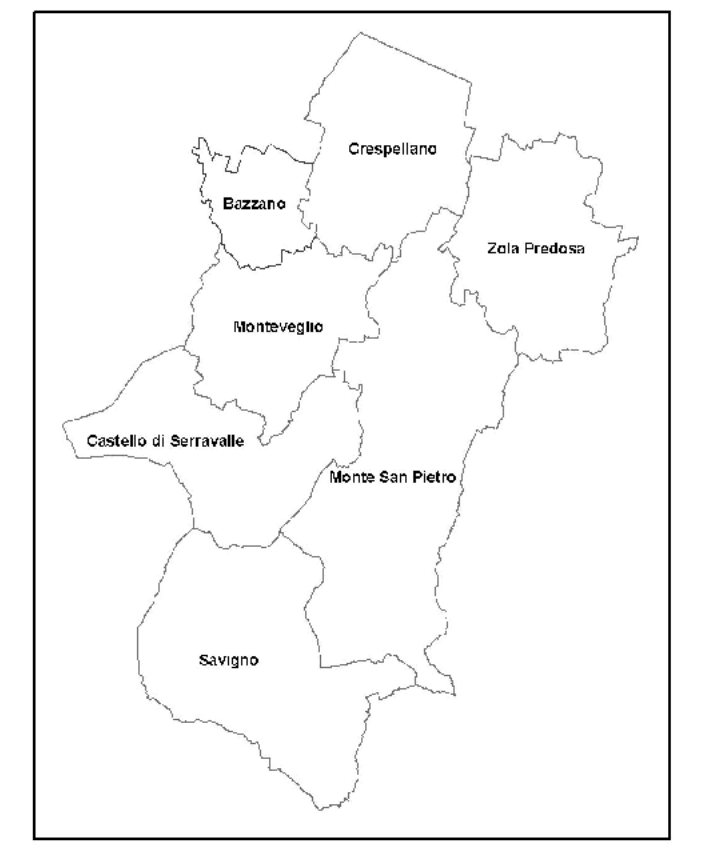 Crespellano
Bazzano
Zola Predosa
Monteveglio
Castello di Serravalle
Monte San Pietro
Savigno